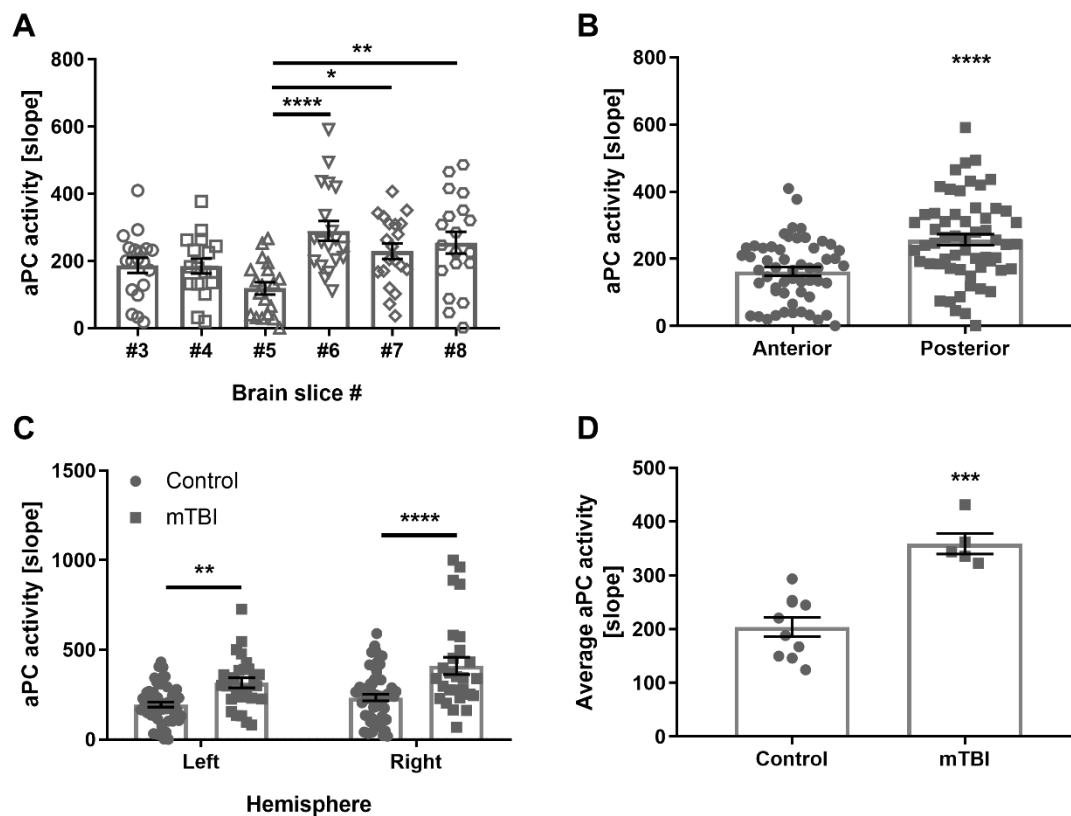 A
aPC activity [slope]
800
600
400
200
0
**
*
****
#3 #4 #5 #6 #7 #8
Brain slice #
B
aPC activity [slope]
800
600
400
200
0
****
Anterior Posterior
C
aPC activity [slope]
1500
1000
500
0
Control
mTBI
**
****
Left Right
Hemisphere
D
Average aPC activity
[slope]
500
400
300
200
100
0
***
Control mTBI